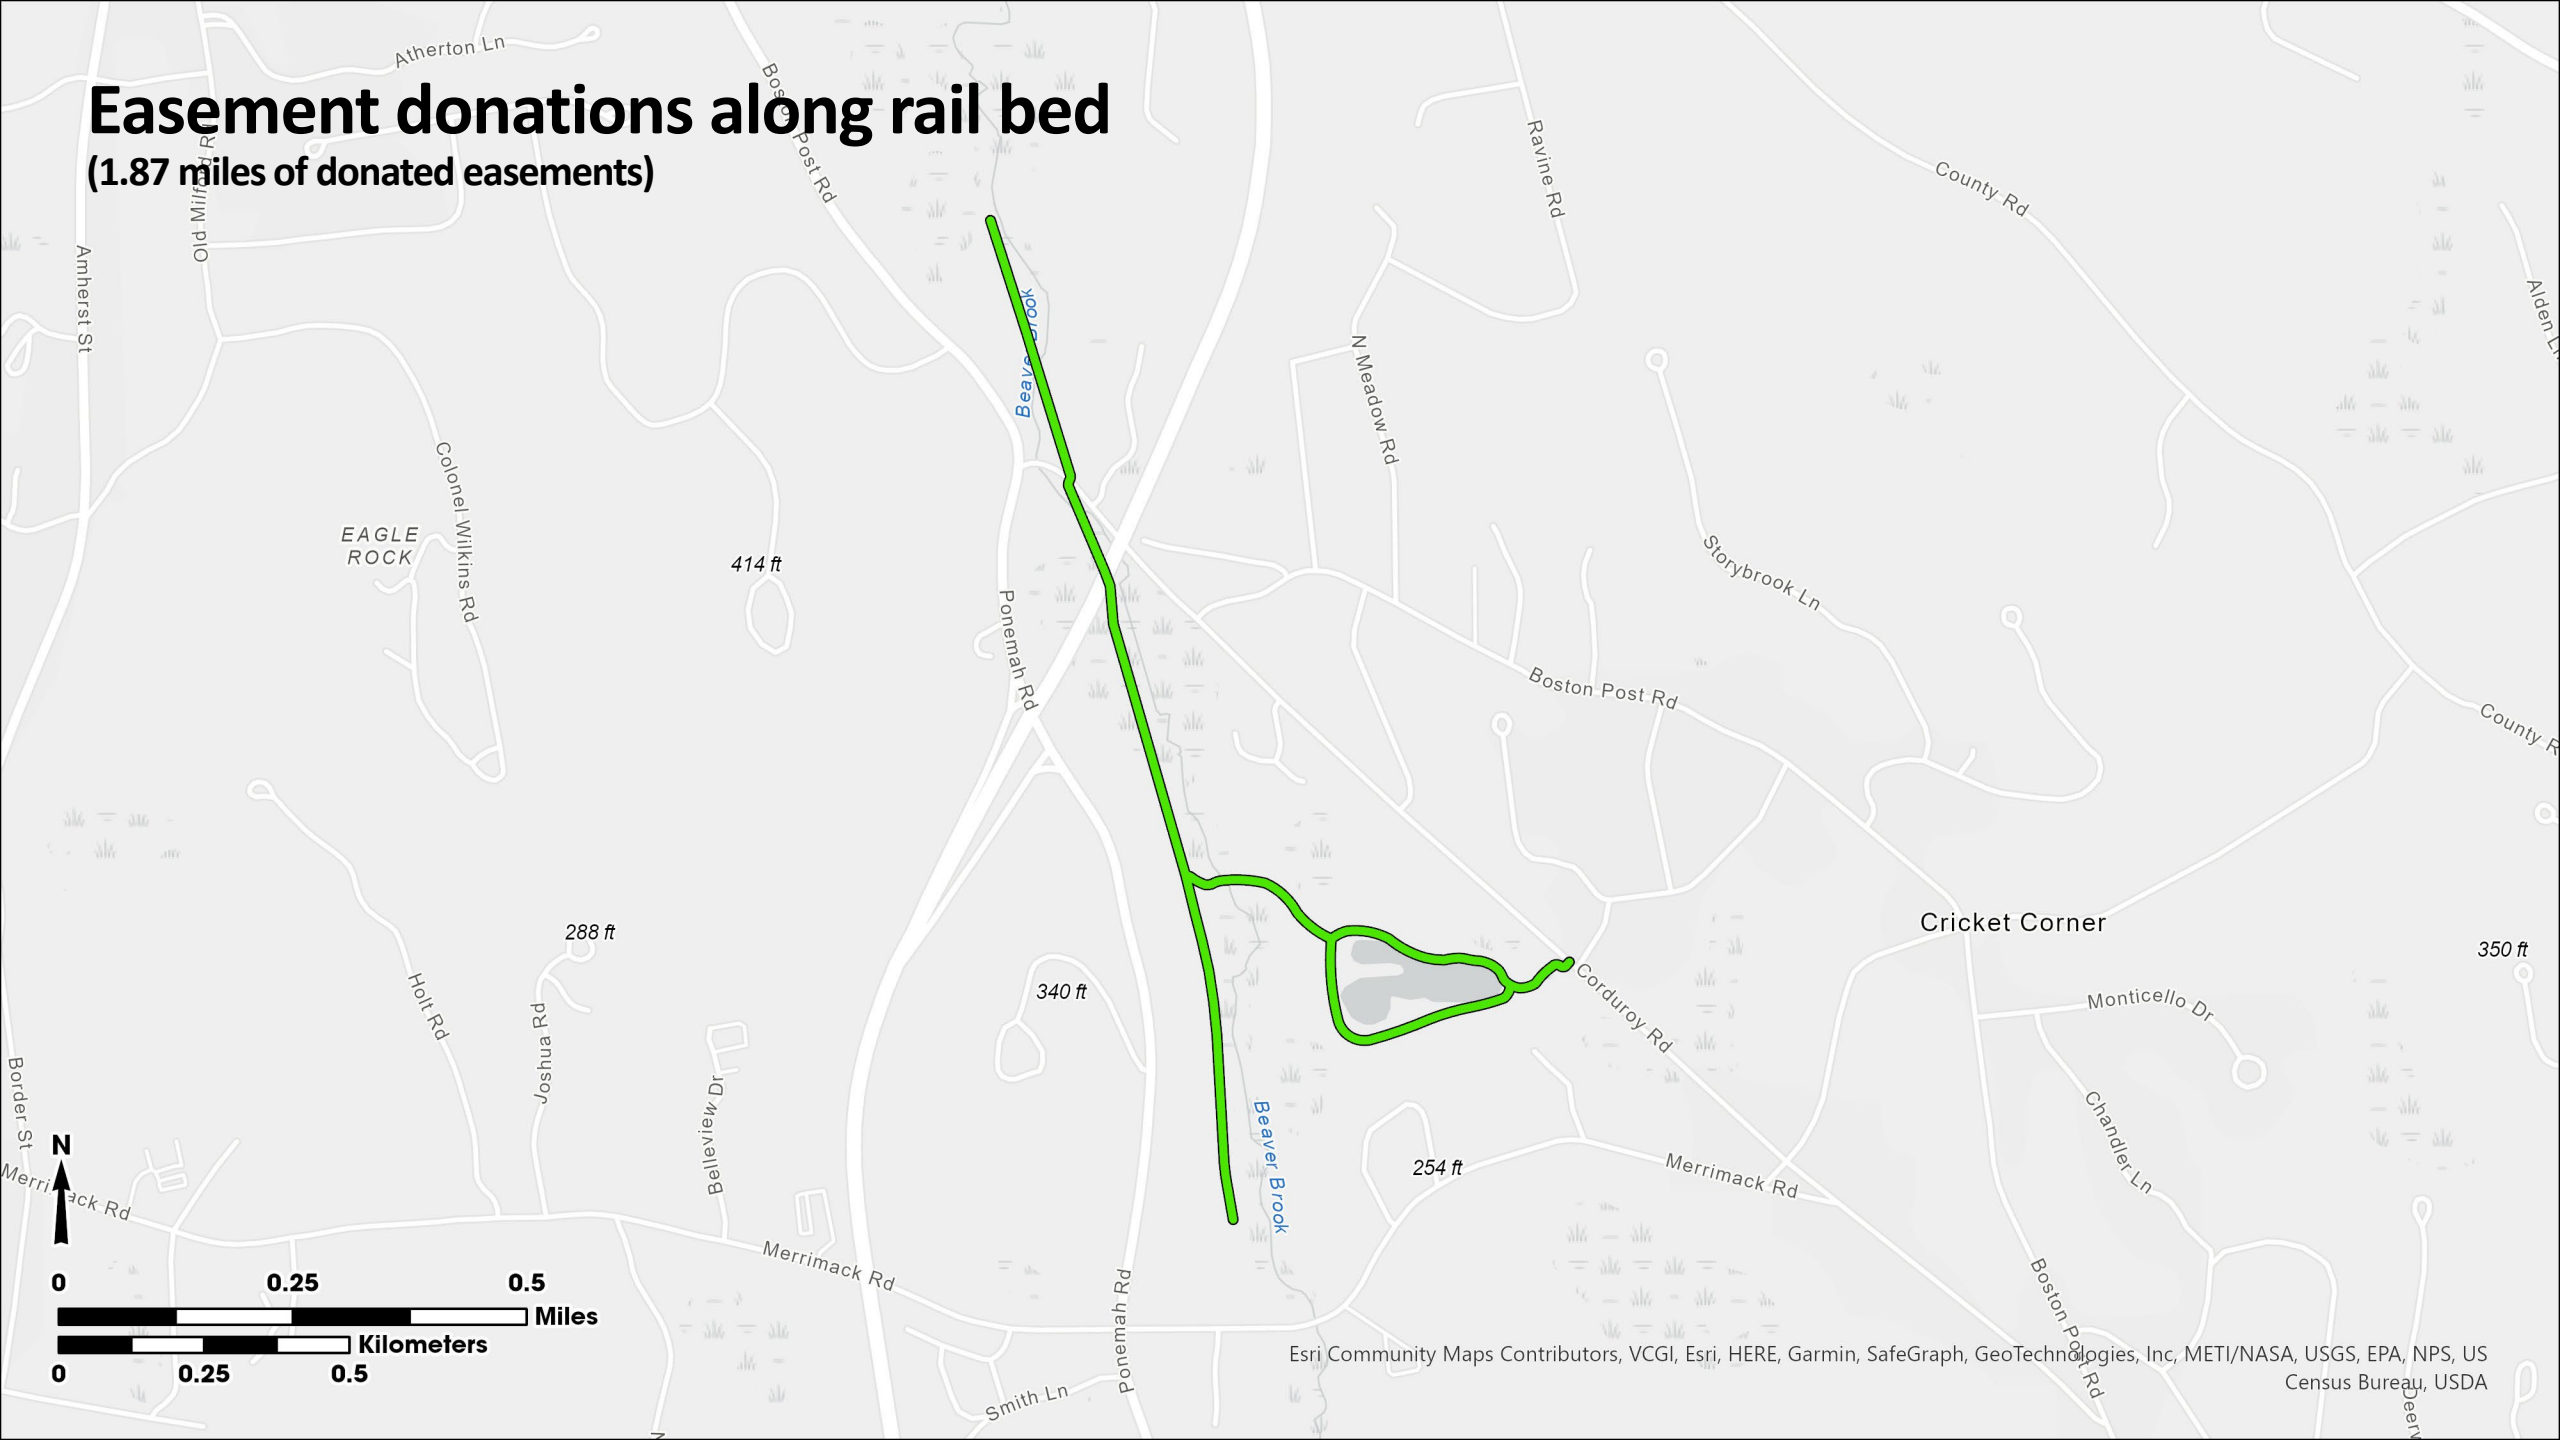 Atherton Ln
Easement donations along rail bed
(1.87 miles of donated easements)
Boston Post Rd
Old Milford Rd
Amherst St
Ravine Rd
County Rd
Alden Ln
Beaver Brook
N Meadow Rd
Colonel Wilkins Rd
EAGLE
ROCK
414 ft
Storybrook Ln
Ponemah Rd
Boston Post Rd
County R
Cricket Corner
288 ft
350 ft
340 ft
Holt Rd
Joshua Rd
Corduroy Rd
Monticello Dr
Border St
Belleview Dr
Beaver Brook
Chandler Ln
254 ft
Merrimack Rd
N
Merrimack Rd
Merrimack Rd
Ponemah Rd
Boston Post Rd
0 0.25 0.5
Miles
Kilometers
0 0.25 0.5
Smith Ln
Deerw
N
Esri Community Maps Contributors, VCGI, Esri, HERE, Garmin, SafeGraph, GeoTechnologies, Inc, METI/NASA, USGS, EPA, NPS, US
Census Bureau, USDA